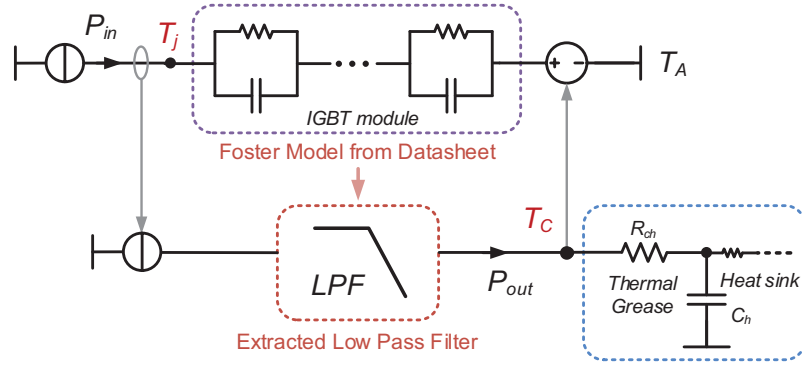 P_in
T_j
+ -
T_A
IGBT module
Foster Model from Datasheet
T_C
R_ch
LPF
P_out
Thermal
Grease
Heat sink
C_h
Extracted Low Pass Filter